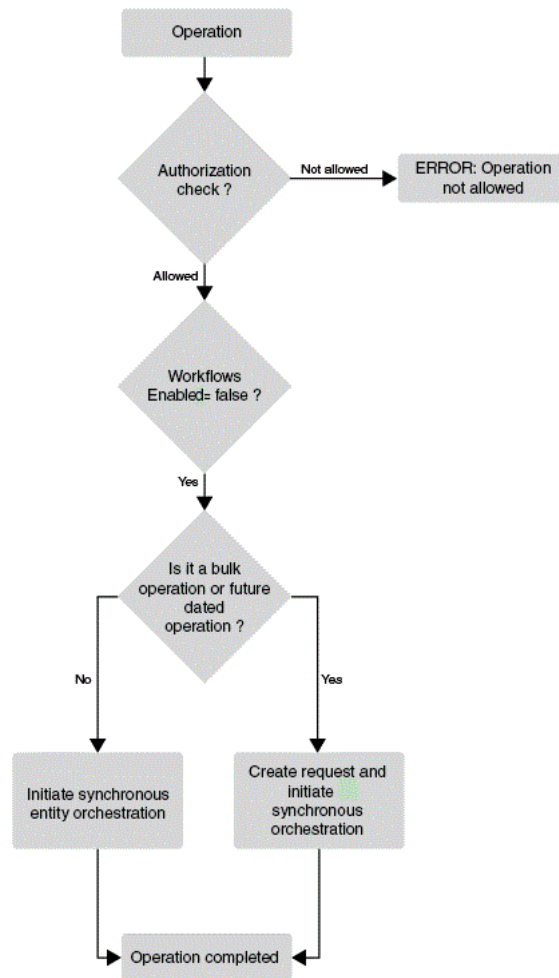 Operation
Authorization
check ?
Not allowed
ERROR: Operation
not allowed
Allowed
Workflows
Enabled= false ?
Yes
Is it a bulk
operation or future
dated
operation ?
No
Yes
Initiate synchronous
entity orchestration
Create request and
initiate
synchronous
orchestration
Operation completed